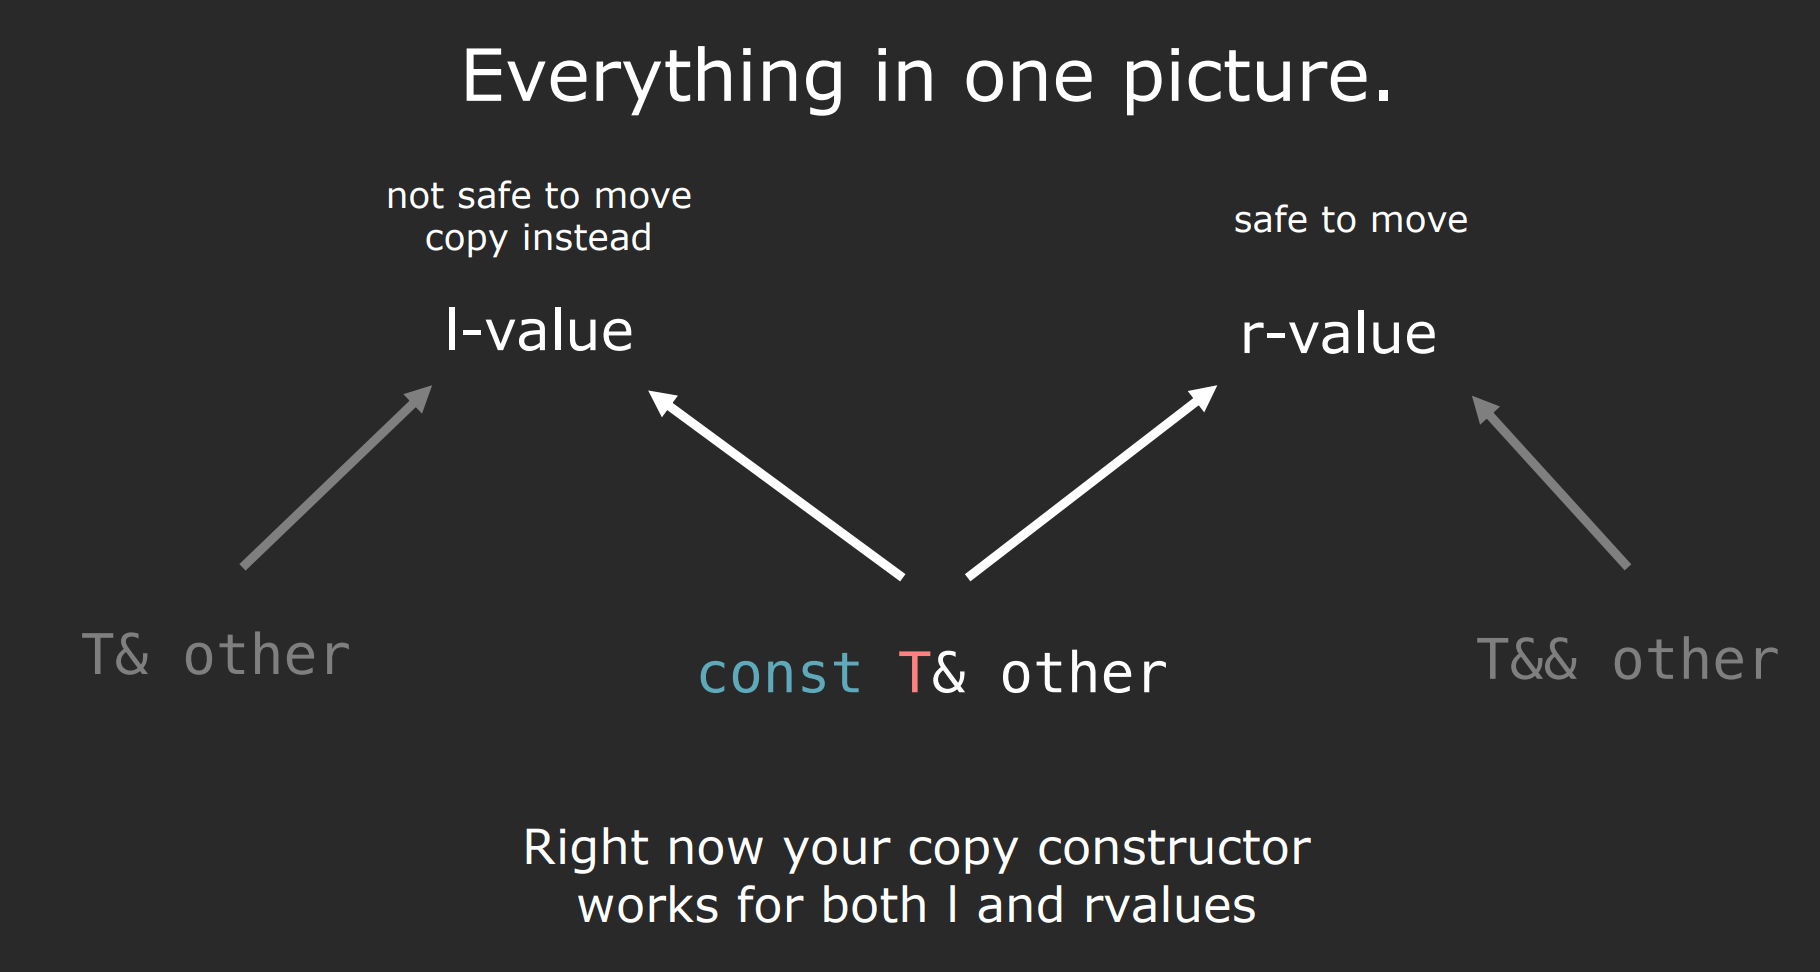 Everything in one picture.
not safe to move
copy instead
safe to move
l-value
r-value
T& other
const T& other
T&& other
Right now your copy constructor
works for both l and rvalues